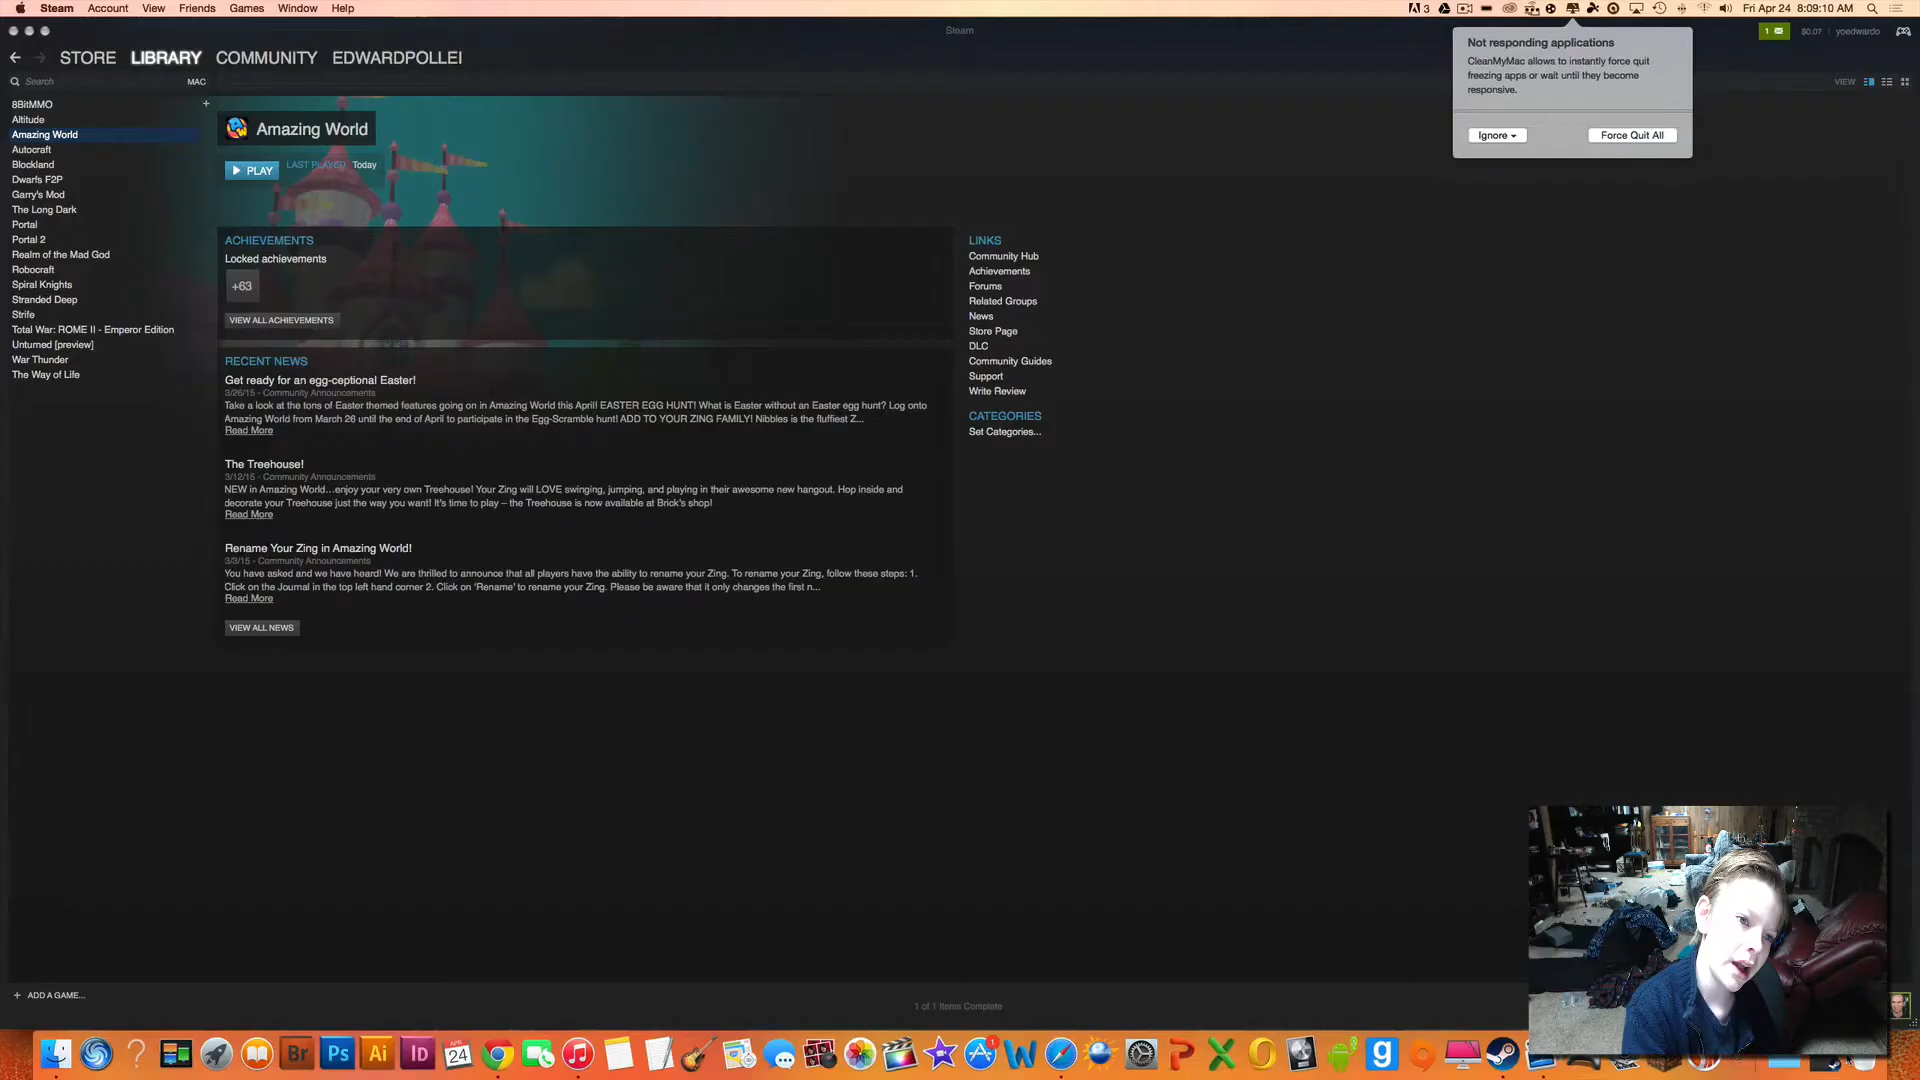 Steam Account View Friends Games Window Help
3
Fri Apr 24 8:09:10 AM
Steam
1
$0.07
yoedwardo
STORE LIBRARY COMMUNITY EDWARDPOLLEI
Search
MAC
VIEW
Not responding applications
CleanMyMac allows to instantly force quit
freezing apps or wait until they become
responsive.
Ignore
Force Quit All
8BitMMO
Altitude
Amazing World
Autocraft
Blockland
Dwarfs F2P
Garry's Mod
The Long Dark
Portal
Portal 2
Realm of the Mad God
Robocraft
Spiral Knights
Stranded Deep
Strife
Total War: ROME II - Emperor Edition
Unturned [preview]
War Thunder
The Way of Life
Amazing World
PLAY
LAST PLAYED Today
ACHIEVEMENTS
Locked achievements
+63
VIEW ALL ACHIEVEMENTS
RECENT NEWS
Get ready for an egg-ceptional Easter!
3/26/15 - Community Announcements
Take a look at the tons of Easter themed features going on in Amazing World this April! EASTER EGG HUNT! What is Easter without an Easter egg hunt? Log onto
Amazing World from March 26 until the end of April to participate in the Egg-Scramble hunt! ADD TO YOUR ZING FAMILY! Nibbles is the fluffiest Z...
Read More
The Treehouse!
3/12/15 - Community Announcements
NEW in Amazing World…enjoy your very own Treehouse! Your Zing will LOVE swinging, jumping, and playing in their awesome new hangout. Hop inside and
decorate your Treehouse just the way you want! It's time to play – the Treehouse is now available at Brick's shop!
Read More
Rename Your Zing in Amazing World!
3/3/15 - Community Announcements
You have asked and we have heard! We are thrilled to announce that all players have the ability to rename your Zing. To rename your Zing, follow these steps: 1.
Click on the Journal in the top left hand corner 2. Click on 'Rename' to rename your Zing. Please be aware that it only changes the first n...
Read More
VIEW ALL NEWS
LINKS
Community Hub
Achievements
Forums
Related Groups
News
Store Page
DLC
Community Guides
Support
Write Review
CATEGORIES
Set Categories...
+ ADD A GAME...
1 of 1 Items Complete
Br
Ps
Ai
Id
APR
24
1